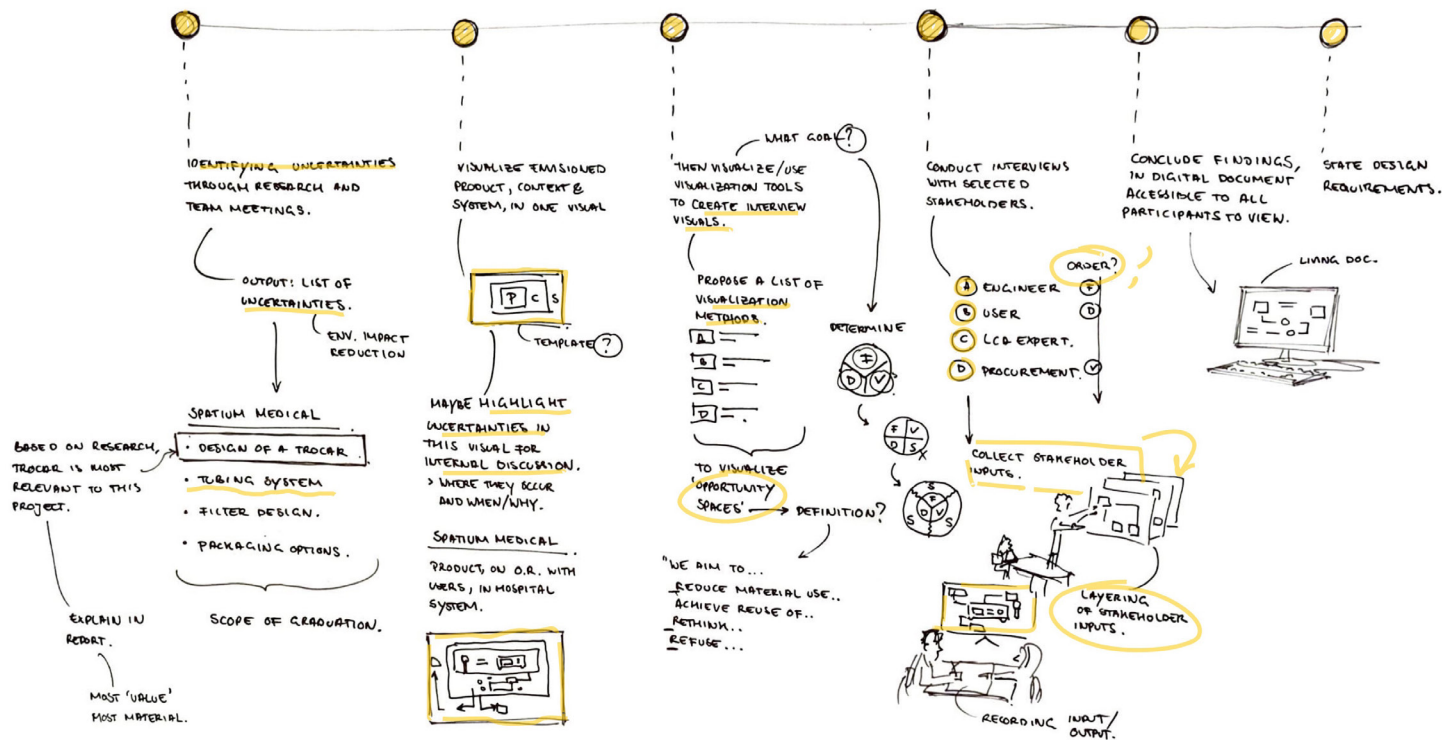 IDENTIFYING UNCERTAINTIES
THROUGH RESEARCH AND
TEAM MEETINGS.
OUTPUT: LIST OF
UNCERTAINTIES.
ENV. IMPACT
REDUCTION
SPATIUM MEDICAL
• DESIGN OF A TROCAR
• TUBING SYSTEM
• FILTER DESIGN.
• PACKAGING OPTIONS.
SCOPE OF GRADUATION.
BASED ON RESEARCH,
TROCAR IS MOST
RELEVANT TO THIS
PROJECT.
EXPLAIN IN
REPORT.
MOST 'VALUE'
MOST MATERIAL.
VISUALIZE ENVISIONED
PRODUCT, CONTEXT &
SYSTEM, IN ONE VISUAL
P C S
TEMPLATE ?
MAYBE HIGHLIGHT
UNCERTAINTIES IN
THIS VISUAL FOR
INTERNAL DISCUSSION.
> WHERE THEY OCCUR
AND WHEN/WHY.
SPATIUM MEDICAL
PRODUCT, ON O.R. WITH
USERS, IN HOSPITAL
SYSTEM.
WHAT GOAL ?
THEN VISUALIZE/USE
VISUALIZATION TOOLS
TO CREATE INTERVIEW
VISUALS.
PROPOSE A LIST OF
VISUALIZATION
METHODS.
A
B
C
D
TO VISUALIZE
'OPPORTUNITY
SPACES'
DEFINITION?
"WE AIM TO...
REDUCE MATERIAL USE..
ACHIEVE REUSE OF..
RETHINK..
REFUSE...
DETERMINE
F
D V
F V
D S X
S
F
D V
S S
CONDUCT INTERVIEWS
WITH SELECTED
STAKEHOLDERS.
ORDER?
A ENGINEER F
B USER D
C LCA EXPERT.
D PROCUREMENT. V
COLLECT STAKEHOLDER
INPUTS.
LAYERING
OF STAKEHOLDER
INPUTS.
RECORDING INPUT/
OUTPUT.
CONCLUDE FINDINGS,
IN DIGITAL DOCUMENT
ACCESSIBLE TO ALL
PARTICIPANTS TO VIEW.
LIVING DOC.
STATE DESIGN
REQUIREMENTS.